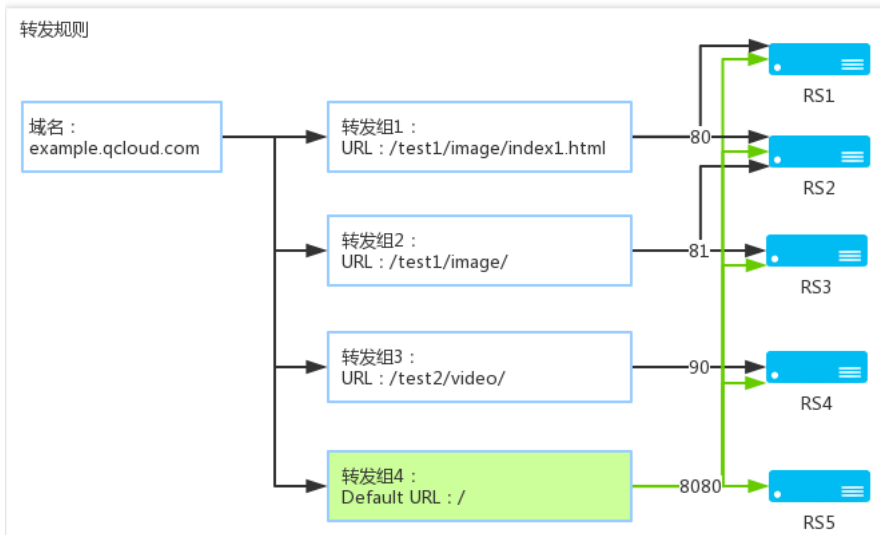 转发规则
域名：
example.qcloud.com
转发组1：
URL：/test1/image/index1.html
80
RS1
RS2
转发组2：
URL：/test1/image/
81
RS3
转发组3：
URL：/test2/video/
90
RS4
转发组4：
Default URL：/
8080
RS5